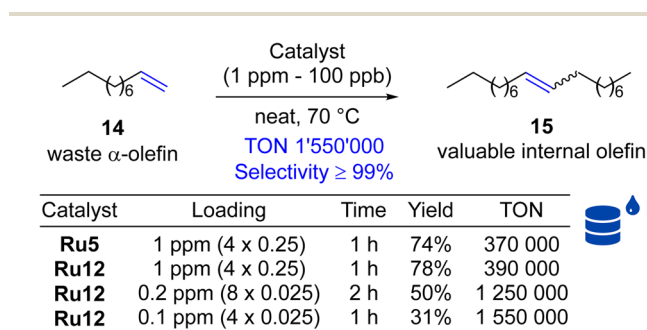 Catalyst
(1 ppm - 100 ppb)
neat, 70 °C
TON 1'550'000
Selectivity ≥ 99%
( )6
14
waste α-olefin
( )6 ( )6
15
valuable internal olefin
Catalyst Loading Time Yield TON
Ru5 1 ppm (4 x 0.25) 1 h 74% 370 000
Ru12 1 ppm (4 x 0.25) 1 h 78% 390 000
Ru12 0.2 ppm (8 x 0.025) 2 h 50% 1 250 000
Ru12 0.1 ppm (4 x 0.025) 1 h 31% 1 550 000